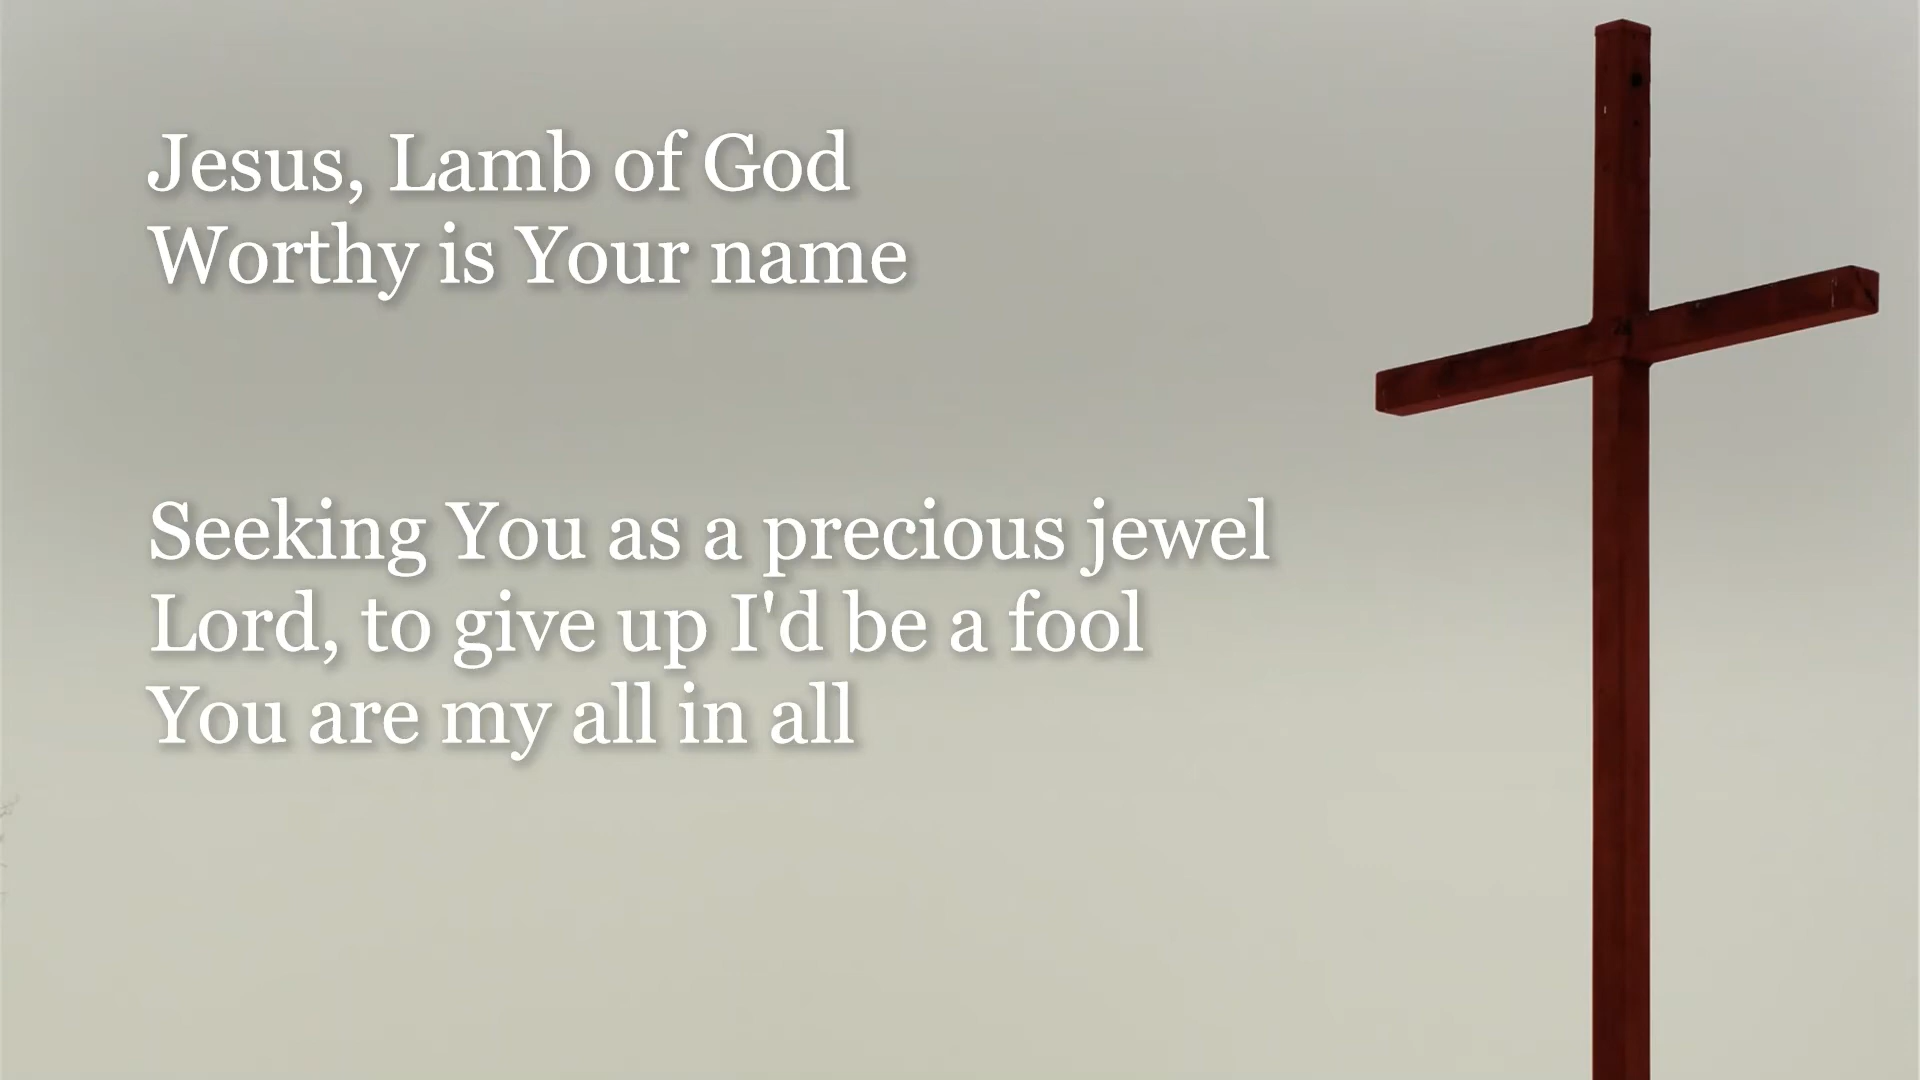 Jesus, Lamb of God
Worthy is Your name
Seeking You as a precious jewel
Lord, to give up I'd be a fool
You are my all in all